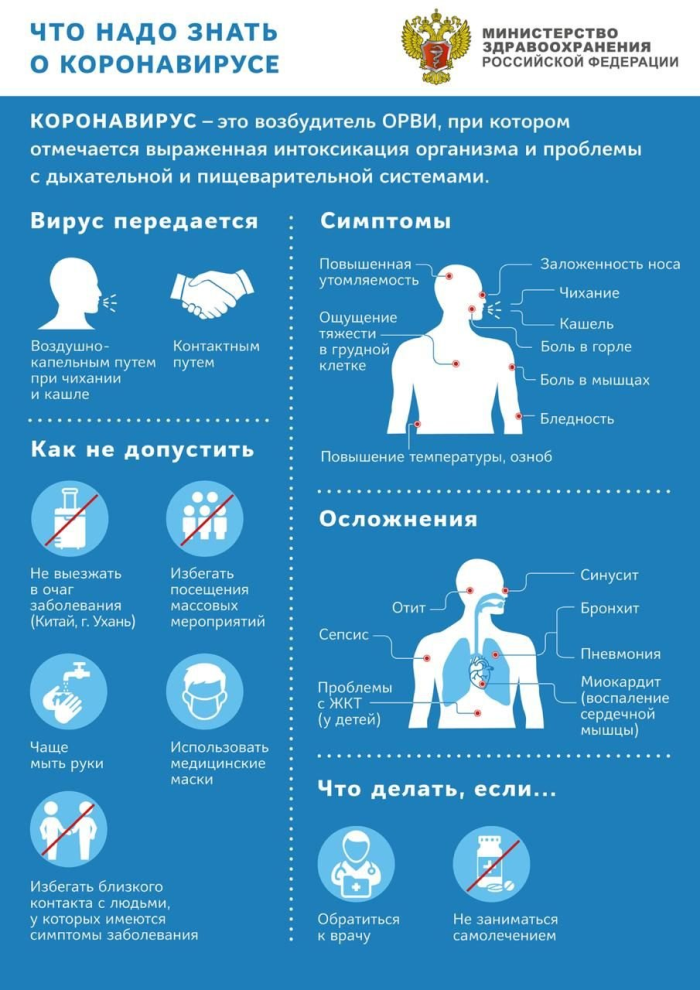 ЧТО НАДО ЗНАТЬ
О КОРОНАВИРУСЕ
МИНИСТЕРСТВО
ЗДРАВООХРАНЕНИЯ
РОССИЙСКОЙ ФЕДЕРАЦИИ
КОРОНАВИРУС – это возбудитель ОРВИ, при котором
отмечается выраженная интоксикация организма и проблемы
с дыхательной и пищеварительной системами.
Вирус передается
Воздушно-
капельным путем
при чихании
и кашле
Контактным
путем
Как не допустить
Не выезжать
в очаг
заболевания
(Китай, г. Ухань)
Избегать
посещения
массовых
мероприятий
Чаще
мыть руки
Использовать
медицинские
маски
Избегать близкого
контакта с людьми,
у которых имеются
симптомы заболевания
Симптомы
Повышенная
утомляемость
Ощущение
тяжести
в грудной
клетке
Заложенность носа
Чихание
Кашель
Боль в горле
Боль в мышцах
Бледность
Повышение температуры, озноб
Осложнения
Отит
Сепсис
Проблемы
с ЖКТ
(у детей)
Синусит
Бронхит
Пневмония
Миокардит
(воспаление
сердечной
мышцы)
Что делать, если...
Обратиться
к врачу
Не заниматься
самолечением